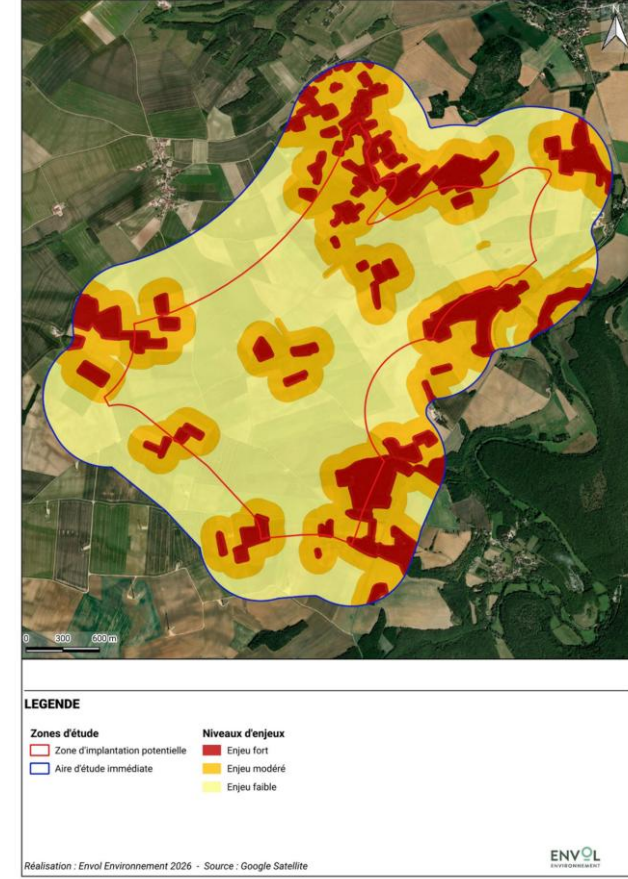 N
0 300 600 m
LEGENDE
Zones d'étude
Zone d'implantation potentielle
Aire d'étude immédiate
Niveaux d'enjeux
Enjeu fort
Enjeu modéré
Enjeu faible
Réalisation : Envol Environnement 2026 - Source : Google Satellite
ENVOL
ENVIRONNEMENT